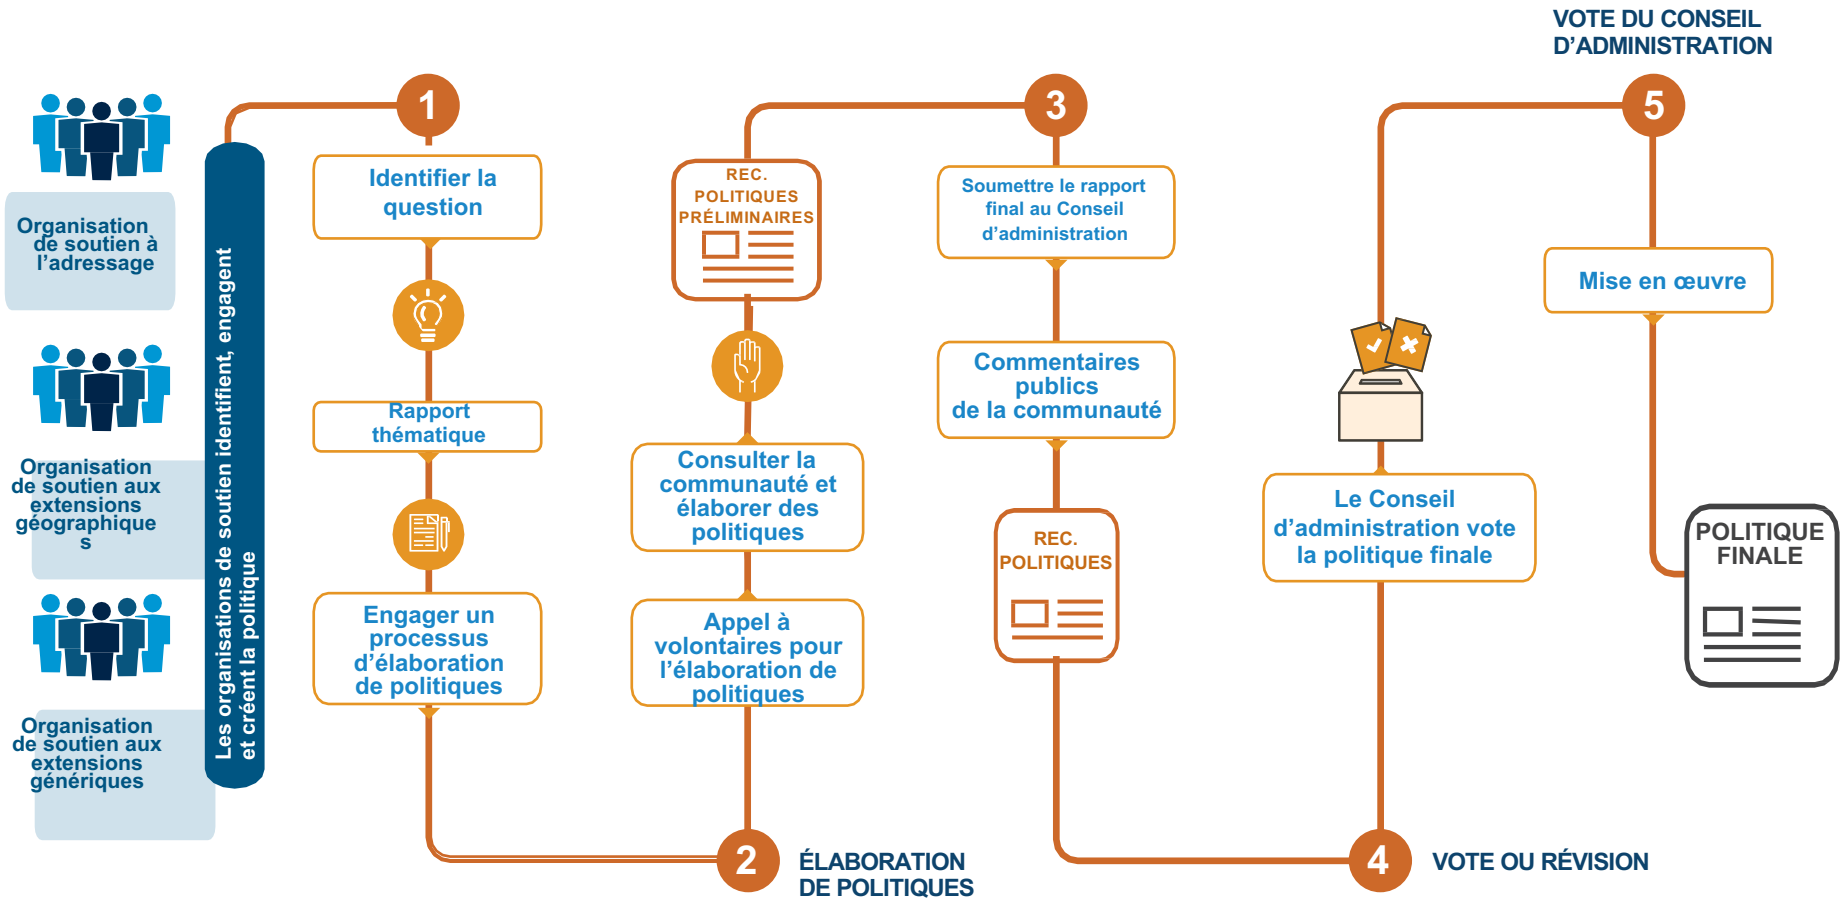 Organisation
de soutien à
l’adressage
Organisation
de soutien aux
extensions
géographique
s
Organisation
de soutien aux
extensions
génériques
Les organisations de soutien identifient, engagent
et créent la politique
1
Identifier la
question
Rapport
thématique
Engager un
processus
d’élaboration
de politiques
2
ÉLABORATION
DE POLITIQUES
Appel à
volontaires pour
l’élaboration de
politiques
Consulter la
communauté et
élaborer des
politiques
REC.
POLITIQUES
PRÉLIMINAIRES
3
Soumettre le rapport
final au Conseil
d’administration
Commentaires
publics
de la communauté
REC.
POLITIQUES
4
VOTE OU RÉVISION
Le Conseil
d’administration vote
la politique finale
VOTE DU CONSEIL
D’ADMINISTRATION
5
Mise en œuvre
POLITIQUE
FINALE